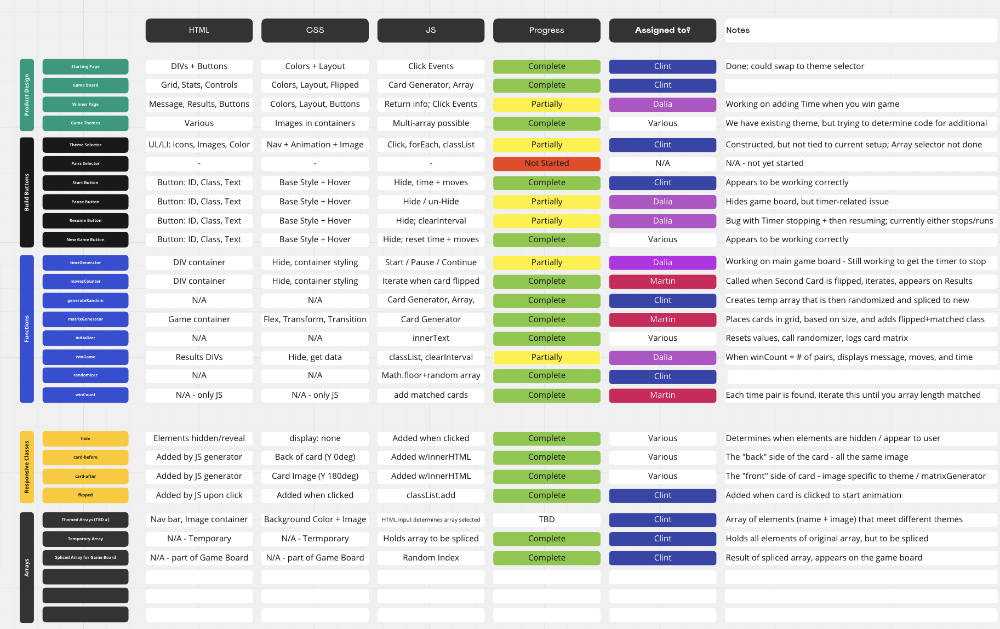 HTML CSS JS Progress Assigned to? Notes
Product Design
Starting Page DIVs + Buttons Colors + Layout Click Events Complete Clint Done; could swap to theme selector
Game Board Grid, Stats, Controls Colors, Layout, Flipped Card Generator, Array Complete Clint
Winner Page Message, Results, Buttons Colors, Layout, Buttons Return info; Click Events Partially Dalia Working on adding Time when you win game
Game Themes Various Images in containers Multi-array possible Complete Various We have existing theme, but trying to determine code for additional
Build Buttons
Theme Selector UL/LI: Icons, Images, Color Nav + Animation + Image Click, forEach, classList Partially Clint Constructed, but not tied to current setup; Array selector not done
Pairs Selector - - - Not Started N/A N/A - not yet started
Start Button Button: ID, Class, Text Base Style + Hover Hide, time + moves Complete Clint Appears to be working correctly
Pause Button Button: ID, Class, Text Base Style + Hover Hide / un-Hide Partially Dalia Hides game board, but timer-related issue
Resume Button Button: ID, Class, Text Base Style + Hover Hide; clearInterval Partially Dalia Bug with Timer stopping + then resuming; currently either stops/runs
New Game Button Button: ID, Class, Text Base Style + Hover Hide; reset time + moves Complete Various Appears to be working correctly
Functions
timeGenerator DIV container Hide, container styling Start / Pause / Continue Partially Dalia Working on main game board - Still working to get the timer to stop
movesCounter DIV container Hide, container styling Iterate when card flipped Complete Martin Called when Second Card is flipped, iterates, appears on Results
generateRandom N/A N/A Card Generator, Array, Complete Clint Creates temp array that is then randomized and spliced to new
matrixGenerator Game container Flex, Transform, Transition Card Generator Complete Martin Places cards in grid, based on size, and adds flipped+matched class
initializer N/A N/A innerText Complete Various Resets values, call randomizer, logs card matrix
winGame Results DIVs Hide, get data classList, clearInterval Partially Dalia When winCount = # of pairs, displays message, moves, and time
randomizer N/A N/A Math.floor+random array Complete Clint
winCount N/A - only JS N/A - only JS add matched cards Complete Martin Each time pair is found, iterate this until you array length matched
Responsive Classes
hide Elements hidden/reveal display: none Added when clicked Complete Various Determines when elements are hidden / appear to user
card-before Added by JS generator Back of card (Y 0deg) Added w/innerHTML Complete Various The "back" side of the card - all the same image
card-after Added by JS generator Card Image (Y 180deg) Added w/innerHTML Complete Various The "front" side of card - image specific to theme / matrixGenerator
flipped Added by JS upon click Added when clicked classList.add Complete Clint Added when card is clicked to start animation
Arrays
Themed Arrays (TBD #) Nav bar, Image container Background Color + Image HTML input determines array selected TBD Clint Array of elements (name + image) that meet different themes
Temporary Array N/A - Temporary N/A - Termporary Holds array to be spliced Complete Clint Holds all elements of original array, but to be spliced
Spliced Array for Game Board N/A - part of Game Board N/A - part of Game Board Random Index Complete Clint Result of spliced array, appears on the game board